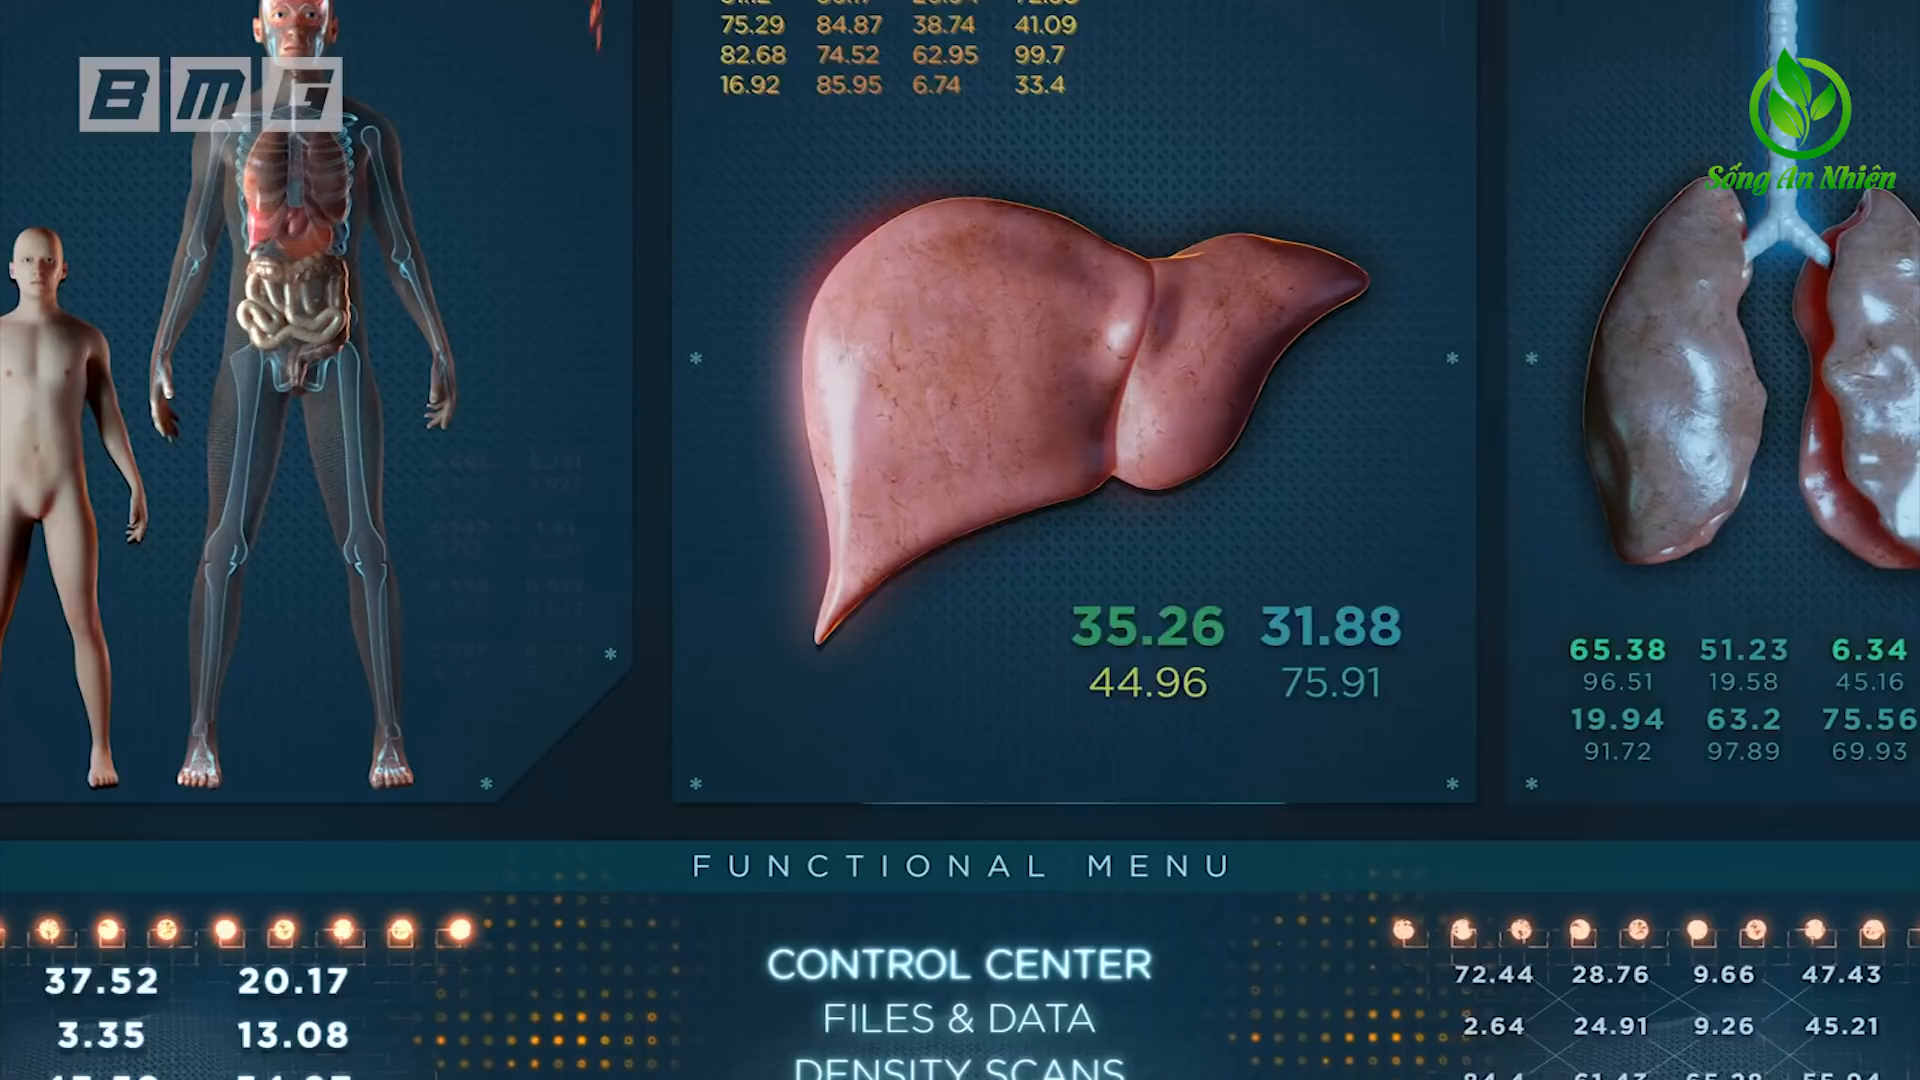 75.29 84.87 38.74 41.09
82.68 74.52 62.95 99.7
16.92 85.95 6.74 33.4
BMG
Sống An Nhiên
35.26 31.88
44.96 75.91
65.38 51.23 6.34
96.51 19.58 45.16
19.94 63.2 75.56
91.72 97.89 69.93
FUNCTIONAL MENU
37.52 20.17
3.35 13.08
CONTROL CENTER
FILES & DATA
DENSITY SCANS
72.44 28.76 9.66 47.43
2.64 24.91 9.26 45.21